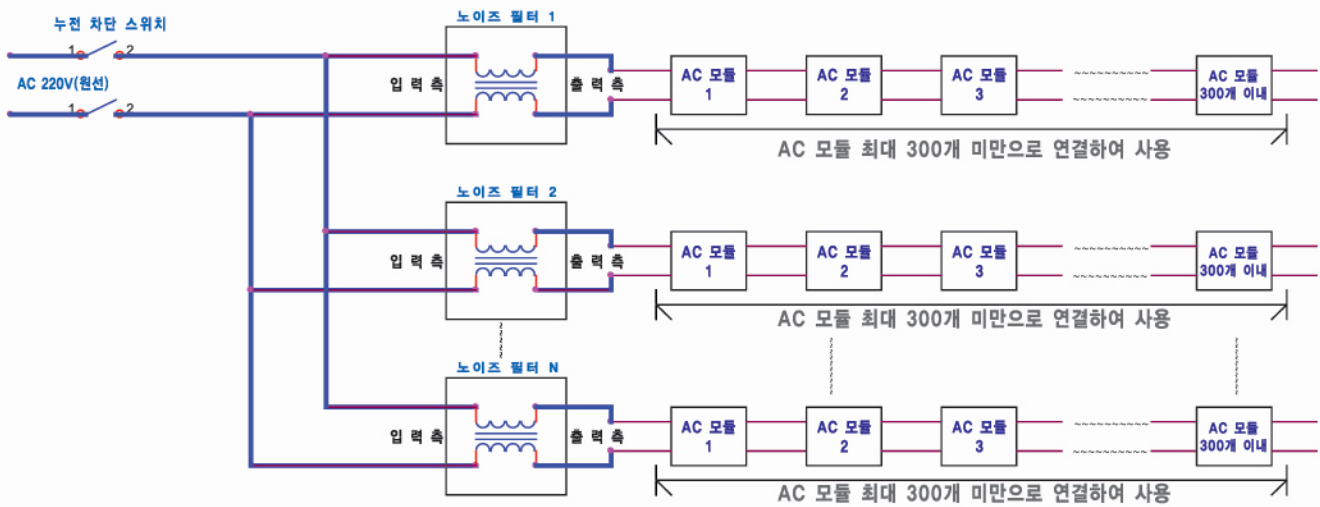 누전 차단 스위치
1 2
AC 220V(원선)
1 2
노이즈 필터 1
입 력 측
출 력 측
AC 모듈
1
AC 모듈
2
AC 모듈
3
~~~~~~~~~~
~~~~~~~~~~
AC 모듈
300개 이내
AC 모듈 최대 300개 미만으로 연결하여 사용
노이즈 필터 2
입 력 측
출 력 측
AC 모듈
1
AC 모듈
2
AC 모듈
3
~~~~~~~~~~
~~~~~~~~~~
AC 모듈
300개 이내
AC 모듈 최대 300개 미만으로 연결하여 사용
노이즈 필터 N
입 력 측
출 력 측
AC 모듈
1
AC 모듈
2
AC 모듈
3
~~~~~~~~~~
~~~~~~~~~~
AC 모듈
300개 이내
AC 모듈 최대 300개 미만으로 연결하여 사용